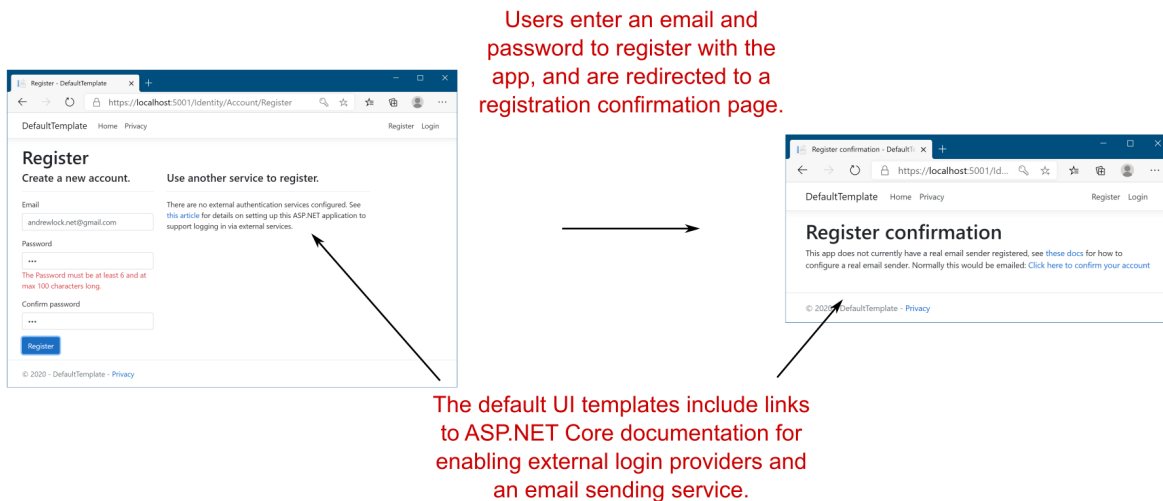 Users enter an email and
password to register with the
app, and are redirected to a
registration confirmation page.
Register - DefaultTemplate
https://localhost:5001/Identity/Account/Register
DefaultTemplate Home Privacy Register Login
Register
Create a new account.
Email
andrewlock.net@gmail.com
Password
•••
The Password must be at least 6 and at
max 100 characters long.
Confirm password
•••
Register
Use another service to register.
There are no external authentication services configured. See
this article for details on setting up this ASP.NET application to
support logging in via external services.
© 2020 - DefaultTemplate - Privacy
Register confirmation - DefaultTe
https://localhost:5001/Id...
DefaultTemplate Home Privacy Register Login
Register confirmation
This app does not currently have a real email sender registered, see these docs for how to
configure a real email sender. Normally this would be emailed: Click here to confirm your account
© 2020 - DefaultTemplate - Privacy
The default UI templates include links
to ASP.NET Core documentation for
enabling external login providers and
an email sending service.